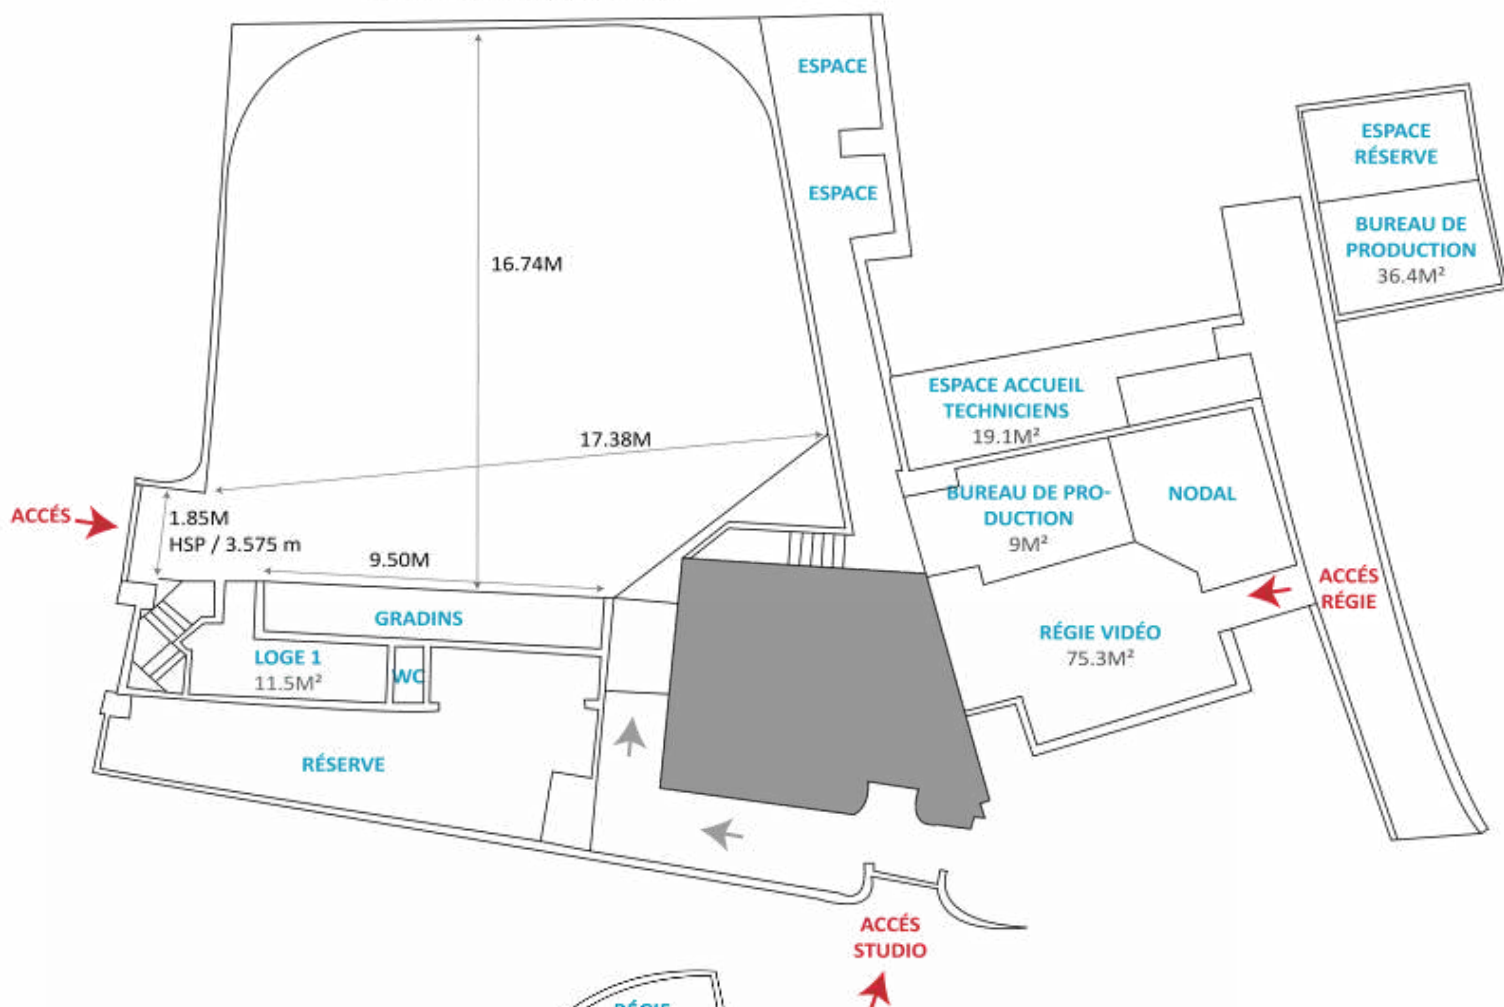 ESPACE
ESPACE
ESPACE
RÉSERVE
BUREAU DE
PRODUCTION
36.4M²
16.74M
ESPACE ACCUEIL
TECHNICIENS
19.1M²
17.38M
BUREAU DE PRO-
DUCTION
9M²
NODAL
ACCÉS
1.85M
HSP / 3.575 m
9.50M
ACCÉS
RÉGIE
GRADINS
RÉGIE VIDÉO
75.3M²
LOGE 1
11.5M²
WC
RÉSERVE
ACCÉS
STUDIO
RÉGIE